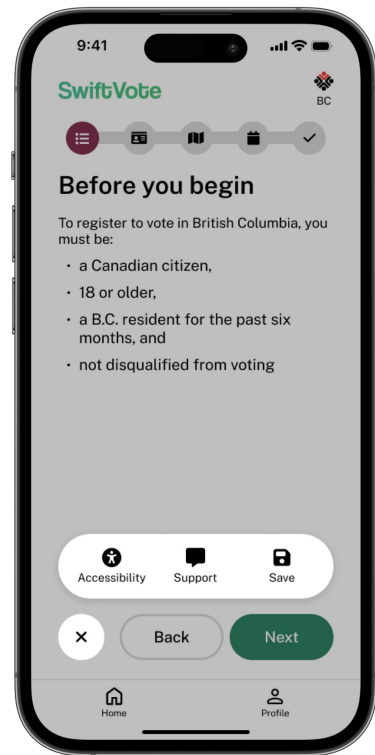 9:41
SwiftVote
BC
Before you begin
To register to vote in British Columbia, you
must be:
· a Canadian citizen,
· 18 or older,
· a B.C. resident for the past six
months, and
· not disqualified from voting
Accessibility Support Save
Back Next
Home Profile